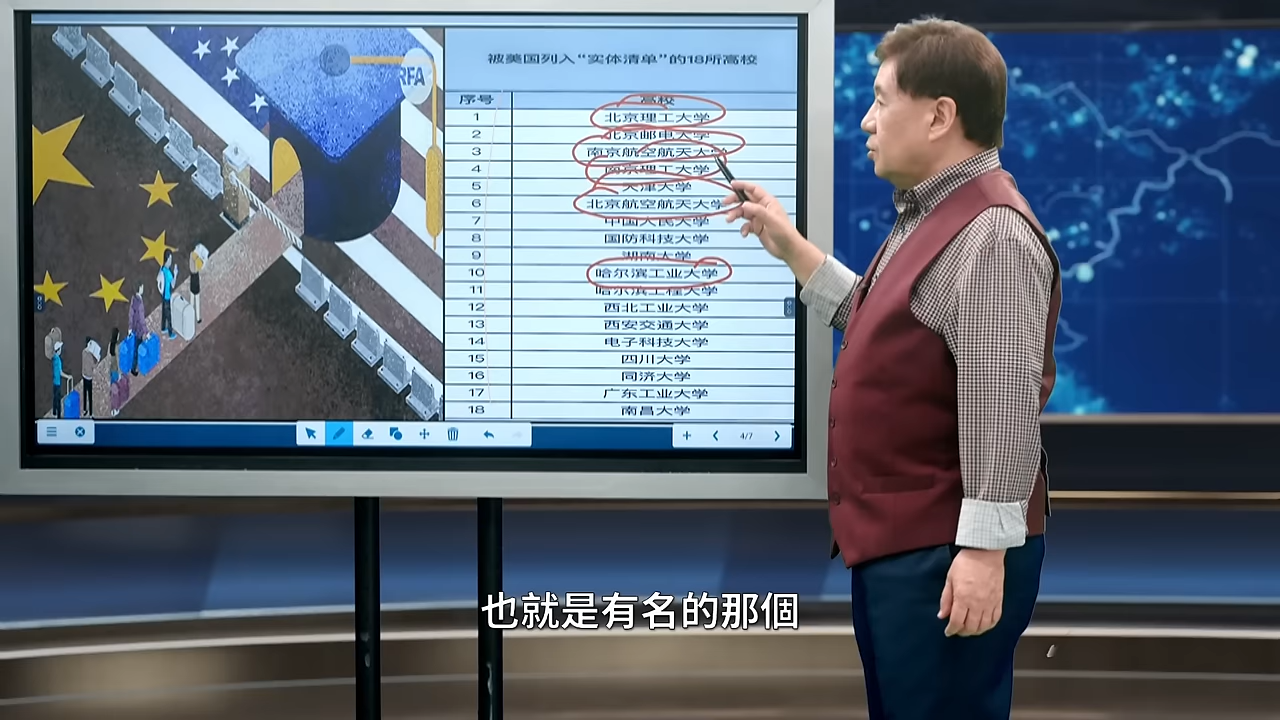 RFA
被美国列入“实体清单”的18所高校
序号 高校
1 北京理工大学
2 北京邮电大学
3 南京航空航天大学
4 南京理工大学
5 天津大学
6 北京航空航天大学
7 中国人民大学
8 国防科技大学
9 湖南大学
10 哈尔滨工业大学
11 哈尔滨工程大学
12 西北工业大学
13 西安交通大学
14 电子科技大学
15 四川大学
16 同济大学
17 广东工业大学
18 南昌大学
4/7
也就是有名的那個